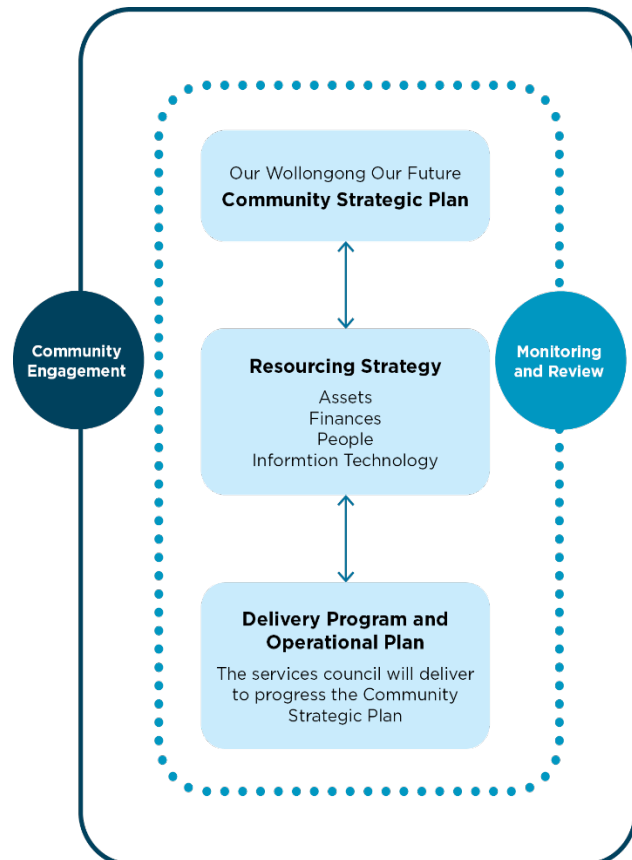 Our Wollongong Our Future
Community Strategic Plan
Community
Engagement
Resourcing Strategy
Assets
Finances
People
Informtion Technology
Monitoring
and Review
Delivery Program and
Operational Plan
The services council will deliver
to progress the Community
Strategic Plan